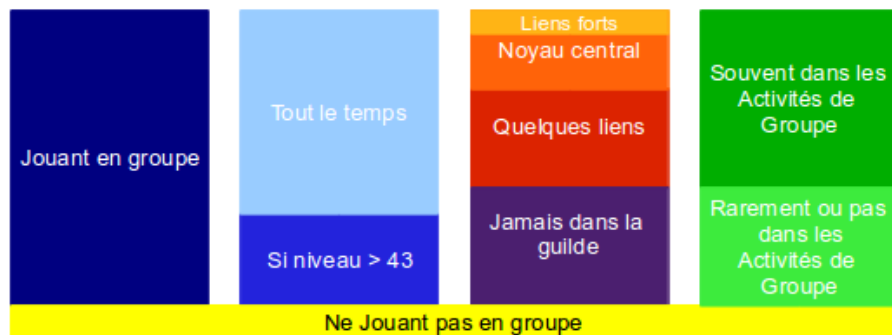 Jouant en groupe
Tout le temps
Si niveau > 43
Liens forts
Noyau central
Quelques liens
Jamais dans la
guilde
Souvent dans les
Activités de
Groupe
Rarement ou pas
dans les
Activités de
Groupe
Ne Jouant pas en groupe